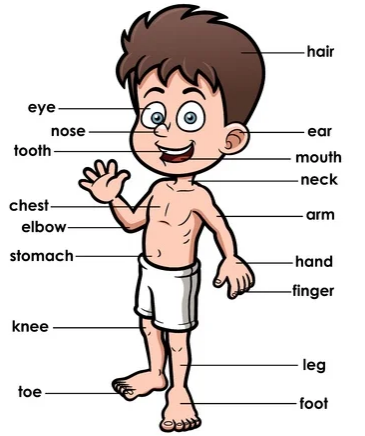 hair
eye
nose
ear
tooth
mouth
neck
chest
arm
elbow
stomach
hand
finger
knee
leg
toe
foot